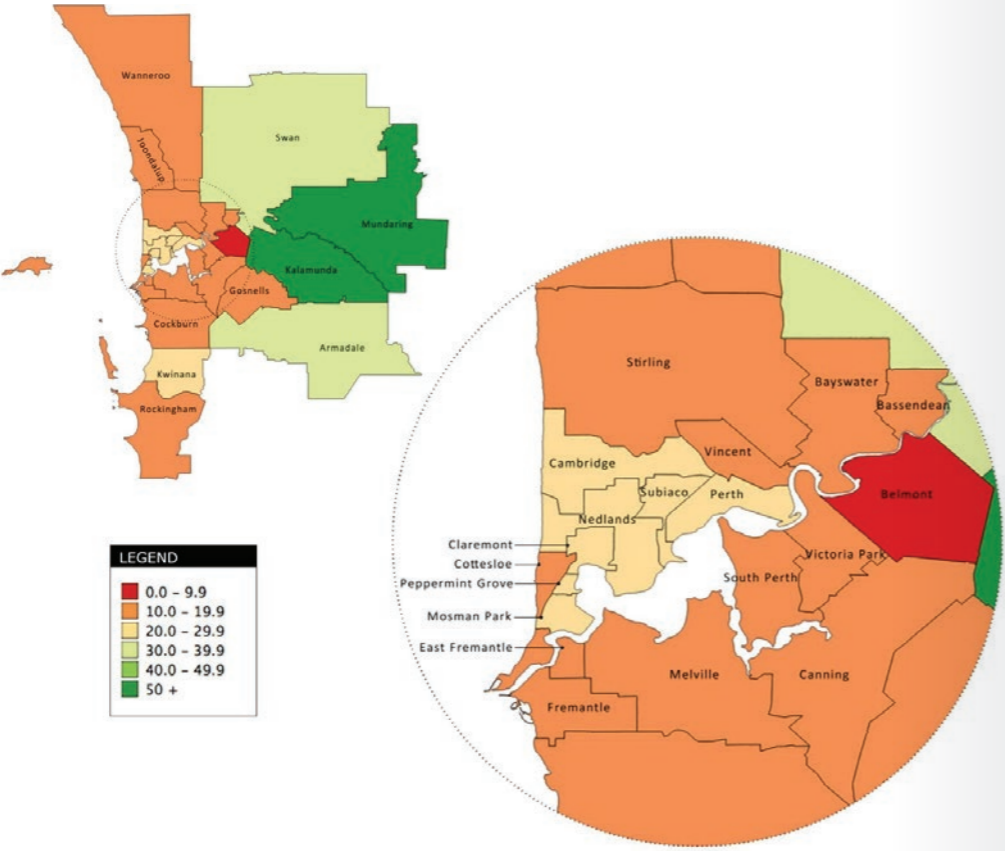 Wanneroo
Joondalup
Swan
Mundaring
Kalamunda
Gosnells
Cockburn
Armadale
Kwinana
Rockingham
Stirling
Bayswater
Bassendean
Vincent
Cambridge
Subiaco
Perth
Belmont
Nedlands
Claremont
Cottesloe
Victoria Park
South Perth
Peppermint Grove
Mosman Park
East Fremantle
Melville
Canning
Fremantle
LEGEND
0.0 – 9.9
10.0 – 19.9
20.0 – 29.9
30.0 – 39.9
40.0 – 49.9
50 +